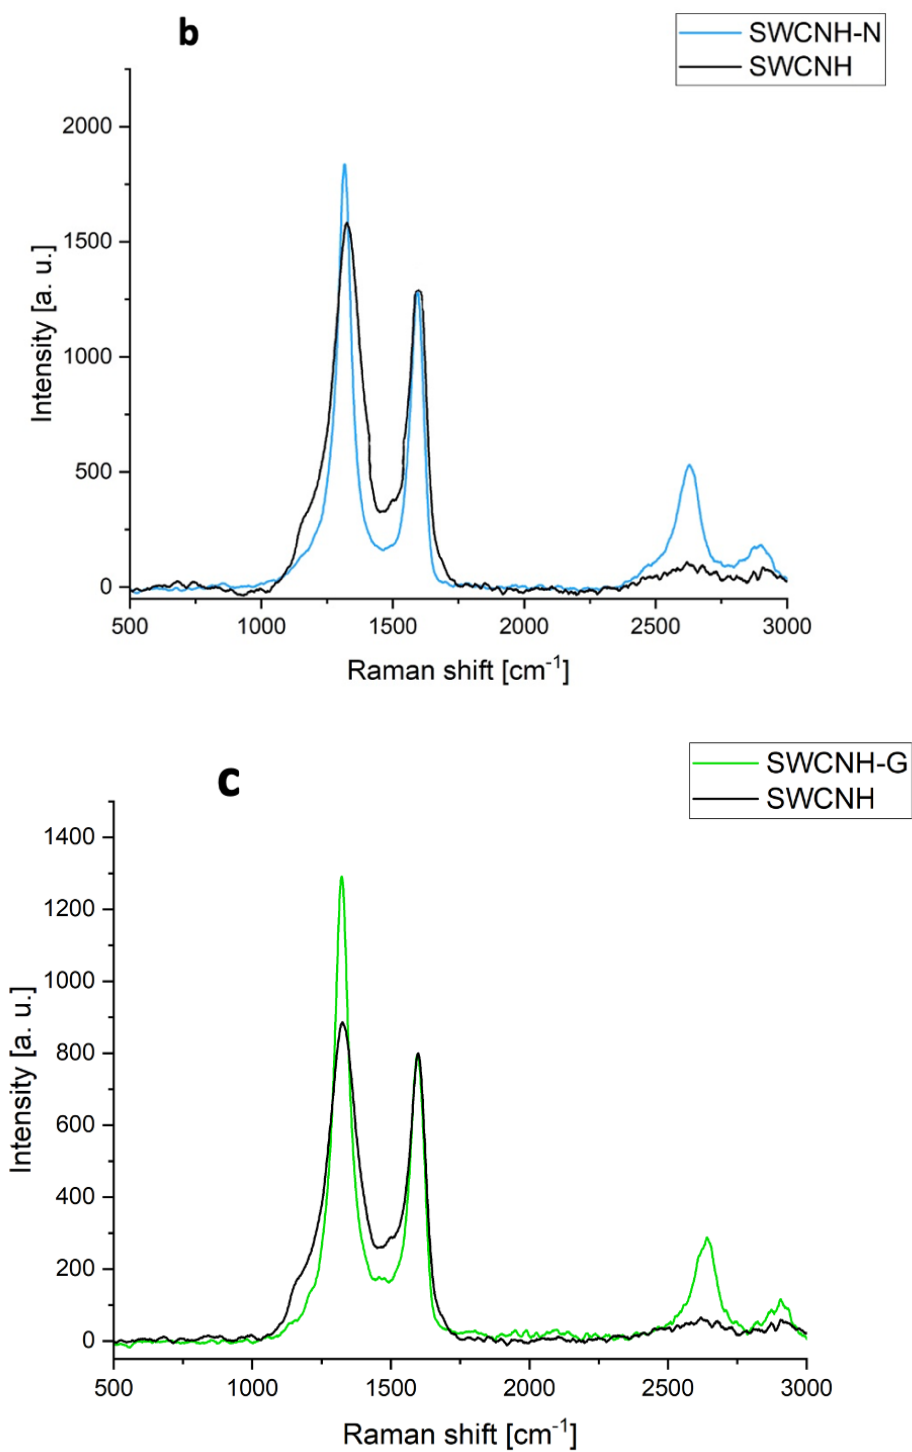 b
SWCNH-N
SWCNH
2000
1500
1000
500
0
Intensity [a. u.]
500 1000 1500 2000 2500 3000
Raman shift [cm⁻¹]
c
SWCNH-G
SWCNH
1400
1200
1000
800
600
400
200
0
Intensity [a. u.]
500 1000 1500 2000 2500 3000
Raman shift [cm⁻¹]